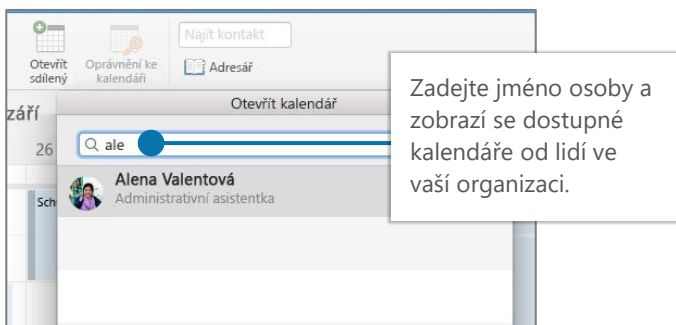 Najít kontakt
Otevřít
sdílený
Oprávnění ke
kalendáři
Adresář
září
Otevřít kalendář
26
ale
Alena Valentová
Administrativní asistentka
Sch
Zadejte jméno osoby a
zobrazí se dostupné
kalendáře od lidí ve
vaší organizaci.